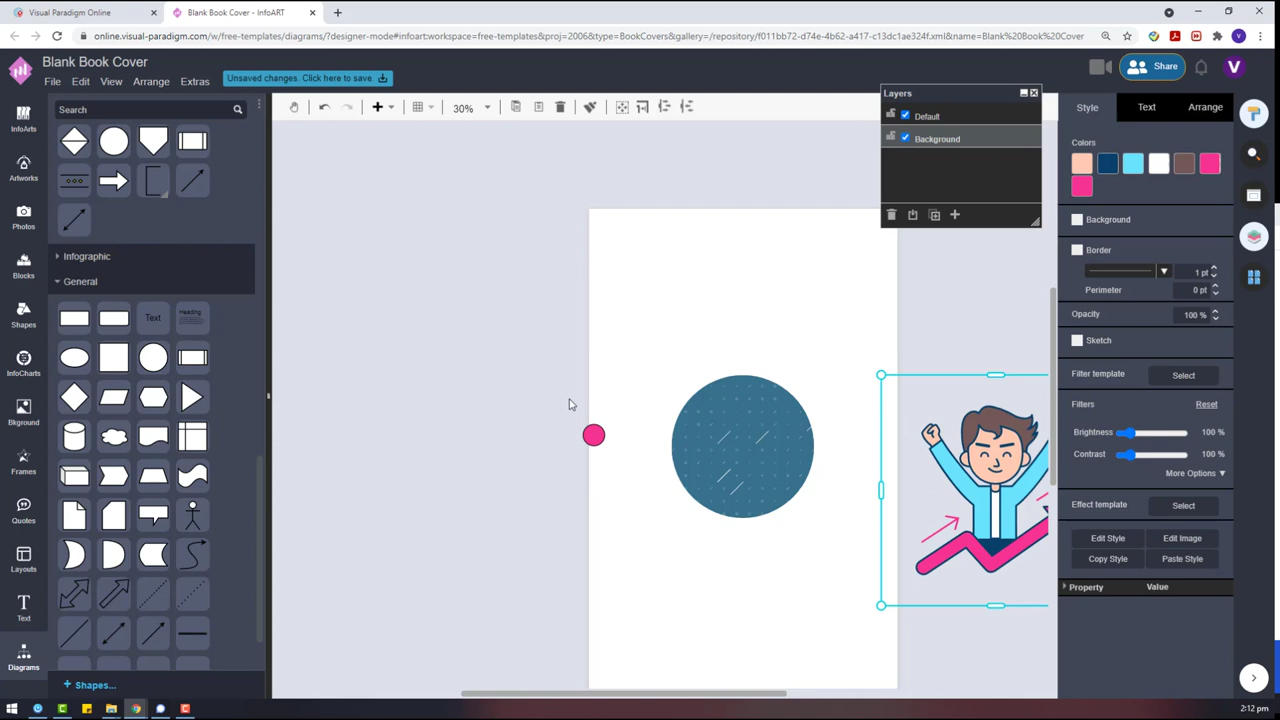 Visual Paradigm Online
Blank Book Cover - InfoART
online.visual-paradigm.com/w/free-templates/diagrams/?designer-mode#infoart:workspace=free-templates&proj=2006&type=BookCovers&gallery=/repository/f011bb72-d74e-4b62-a417-c13dc1ae324f.xml&name=Blank%20Book%20Cover
V
Blank Book Cover
File Edit View Arrange Extras
Unsaved changes. Click here to save.
Share
V
Search
30%
Layers
Default
Background
Style Text Arrange
InfoArts
Artworks
Photos
Blocks
Shapes
InfoCharts
Bkground
Frames
Quotes
Layouts
Text
Diagrams
Infographic
General
Text
Heading
+ Shapes...
Colors
Background
Border
1 pt
Perimeter 0 pt
Opacity 100 %
Sketch
Filter template Select
Filters Reset
Brightness 100 %
Contrast 100 %
More Options ▼
Effect template Select
Edit Style Edit Image
Copy Style Paste Style
Property Value
2:12 pm